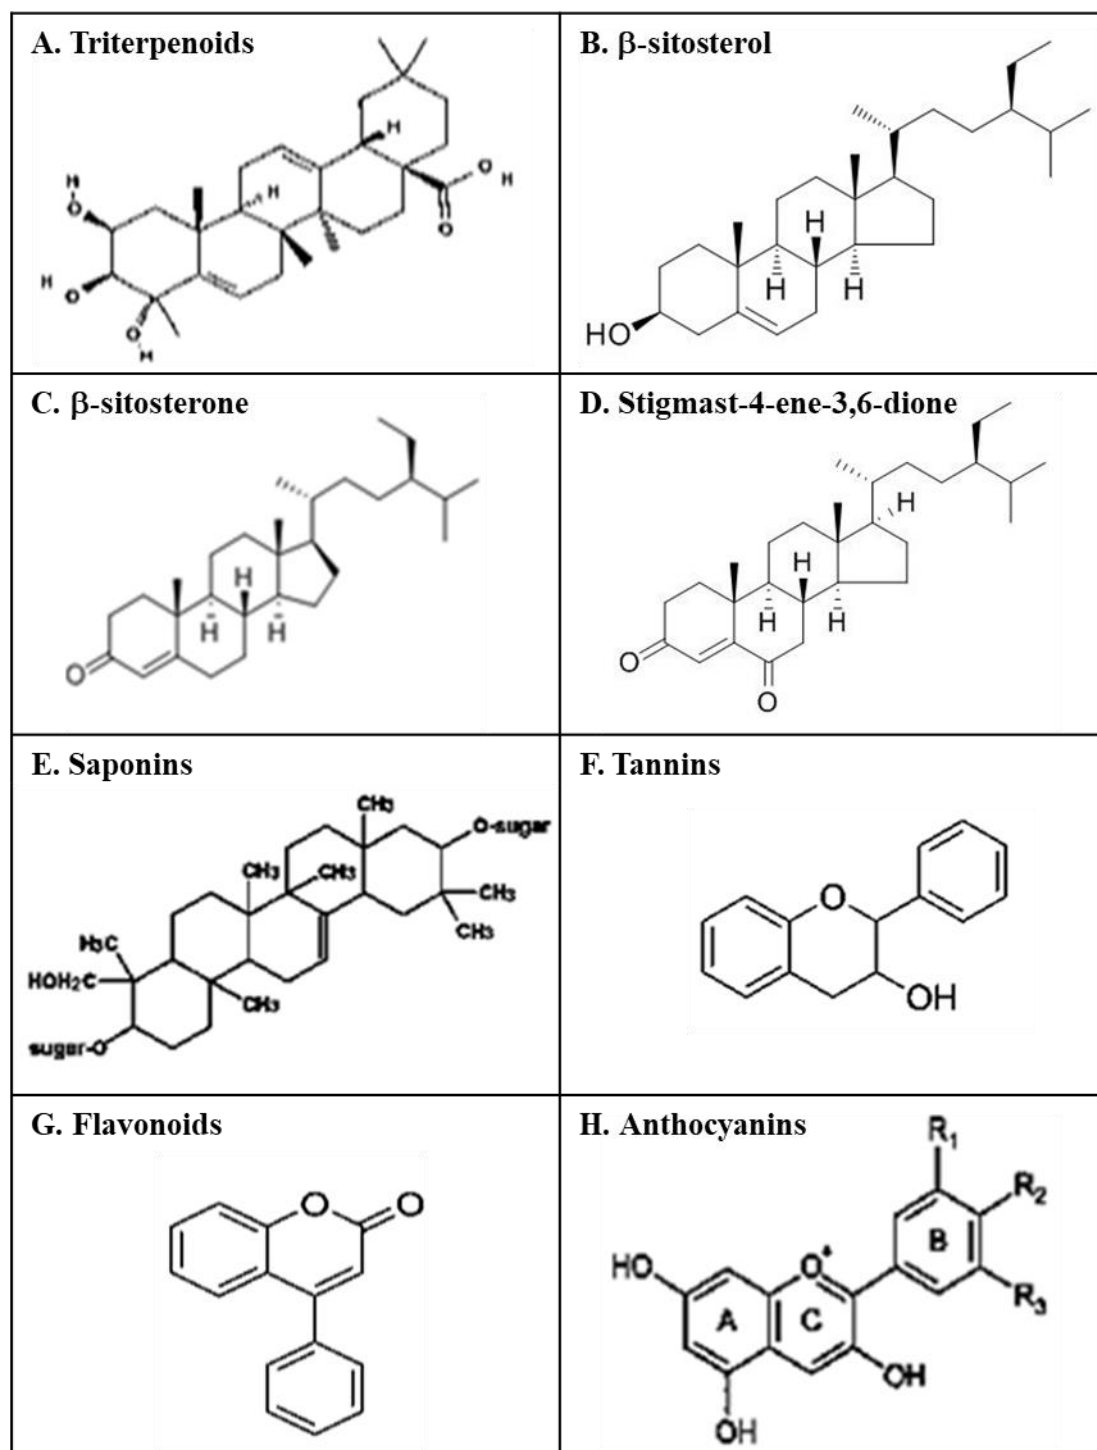 A. Triterpenoids
H
O
H
O
O
H
H
H
O
H
O
B. β-sitosterol
H
H
H
HO
C. β-sitosterone
H
H
H
O
D. Stigmast-4-ene-3,6-dione
H
H
H
H
O
O
E. Saponins
CH3
O-sugar
CH3
CH3
CH3
CH3
H3C
HOH2C
CH3
sugar-O
F. Tannins
O
OH
G. Flavonoids
O
O
H. Anthocyanins
R1
R2
B
HO
O+
R3
A
C
OH
OH